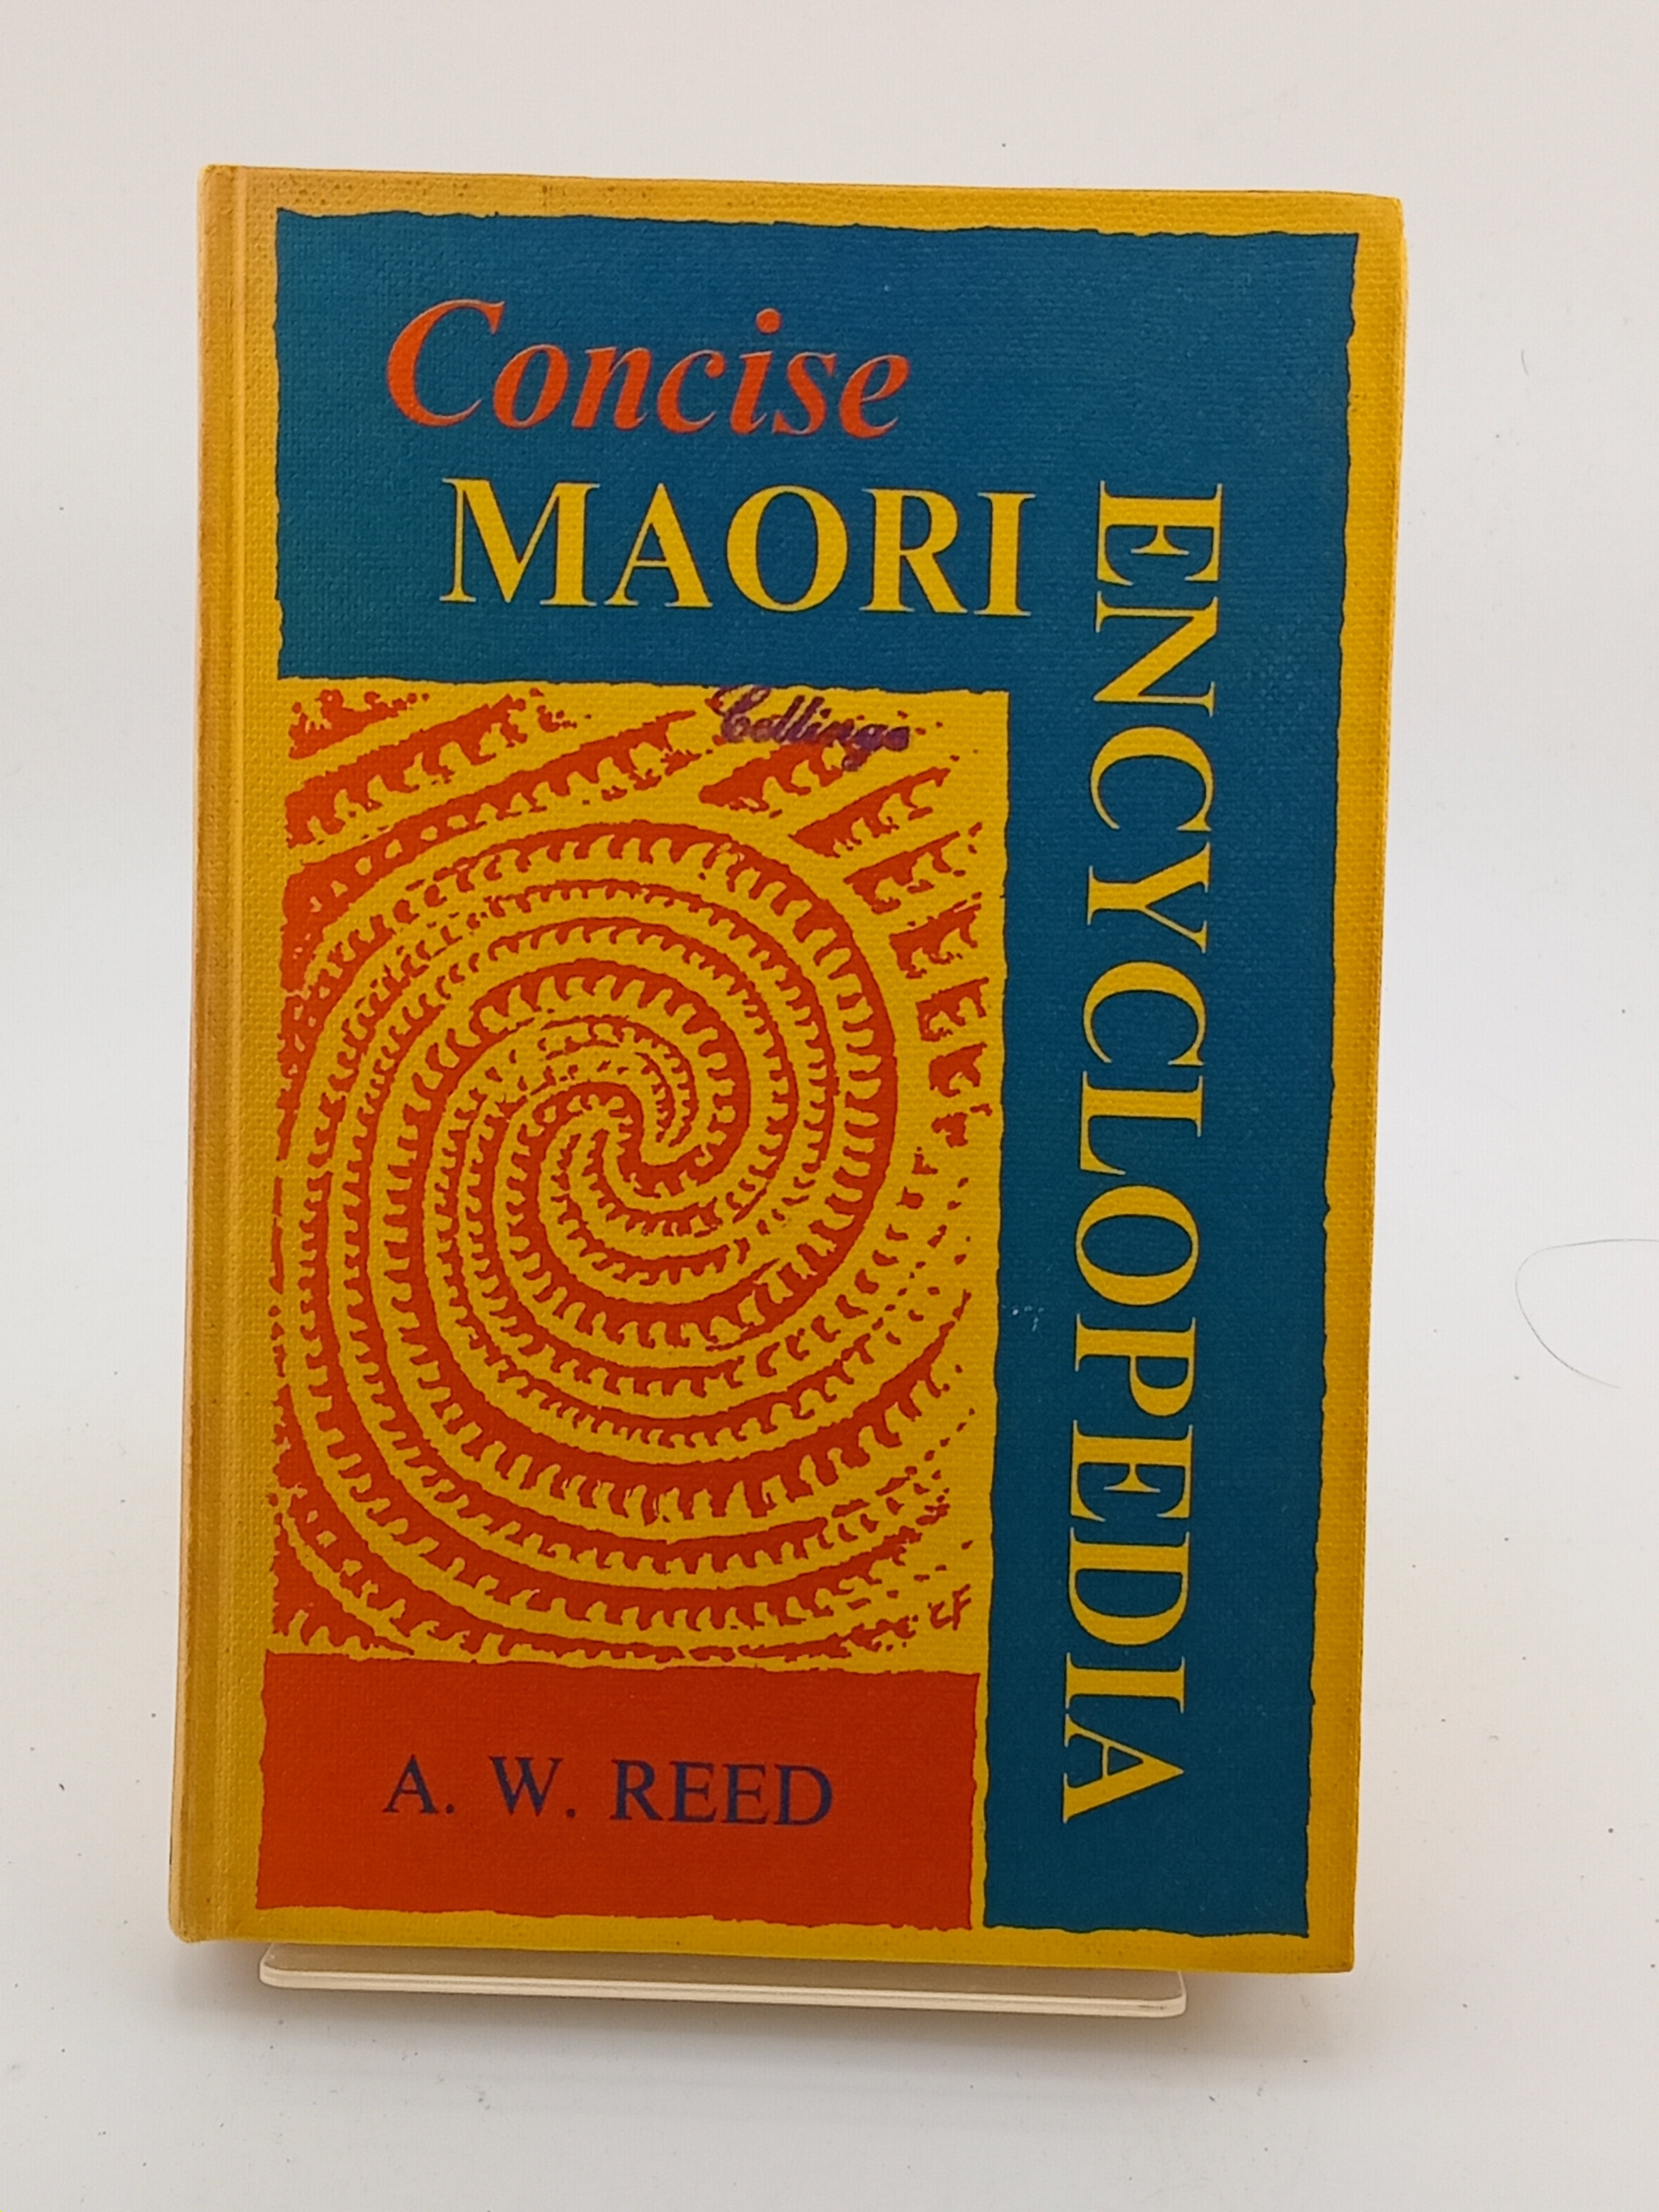 Concise
MAORI
ENCYCLOPEDIA
Collings
A. W. REED